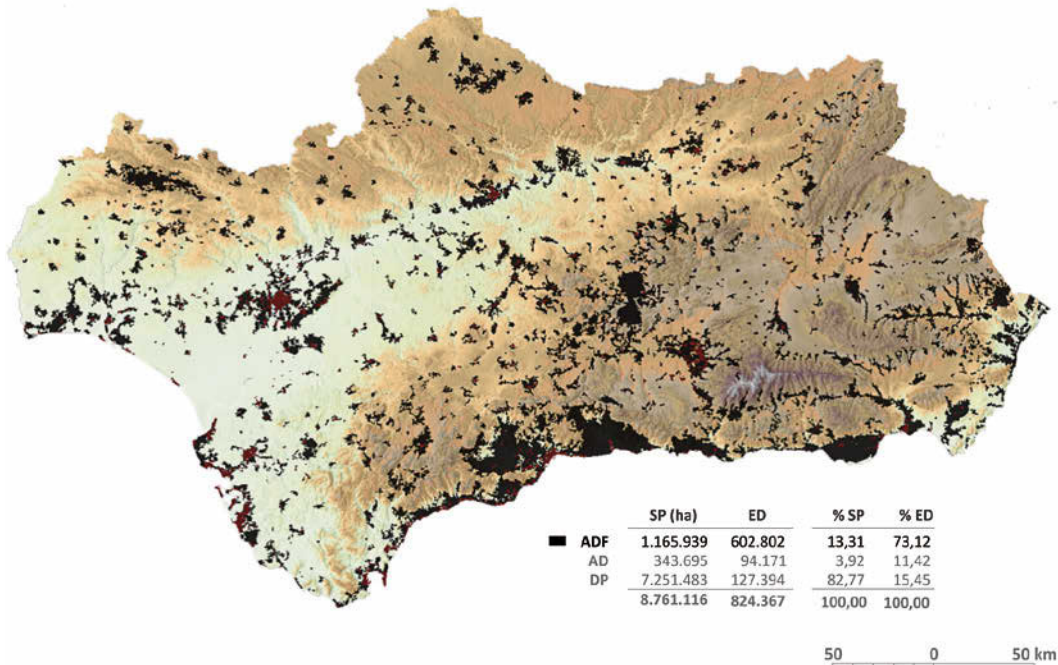 SP (ha) ED % SP % ED
ADF 1.165.939 602.802 13,31 73,12
AD 343.695 94.171 3,92 11,42
DP 7.251.483 127.394 82,77 15,45
8.761.116 824.367 100,00 100,00
50 0 50 km